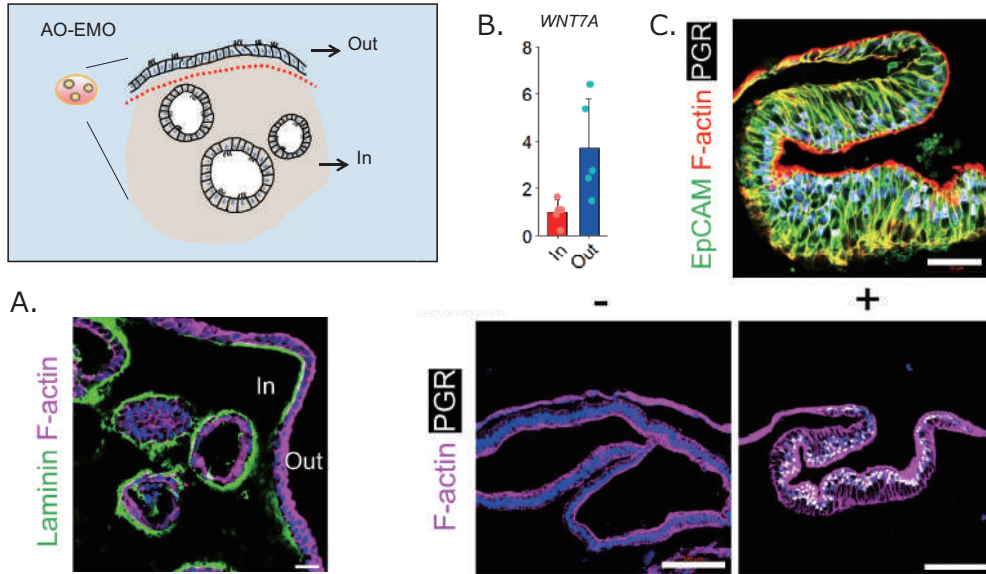 AO-EMO
Out
In
B.
WNT7A
8
6
4
2
0
In
Out
C.
EpCAM F-actin PGR
A.
Laminin F-actin
In
Out
-
+
F-actin PGR